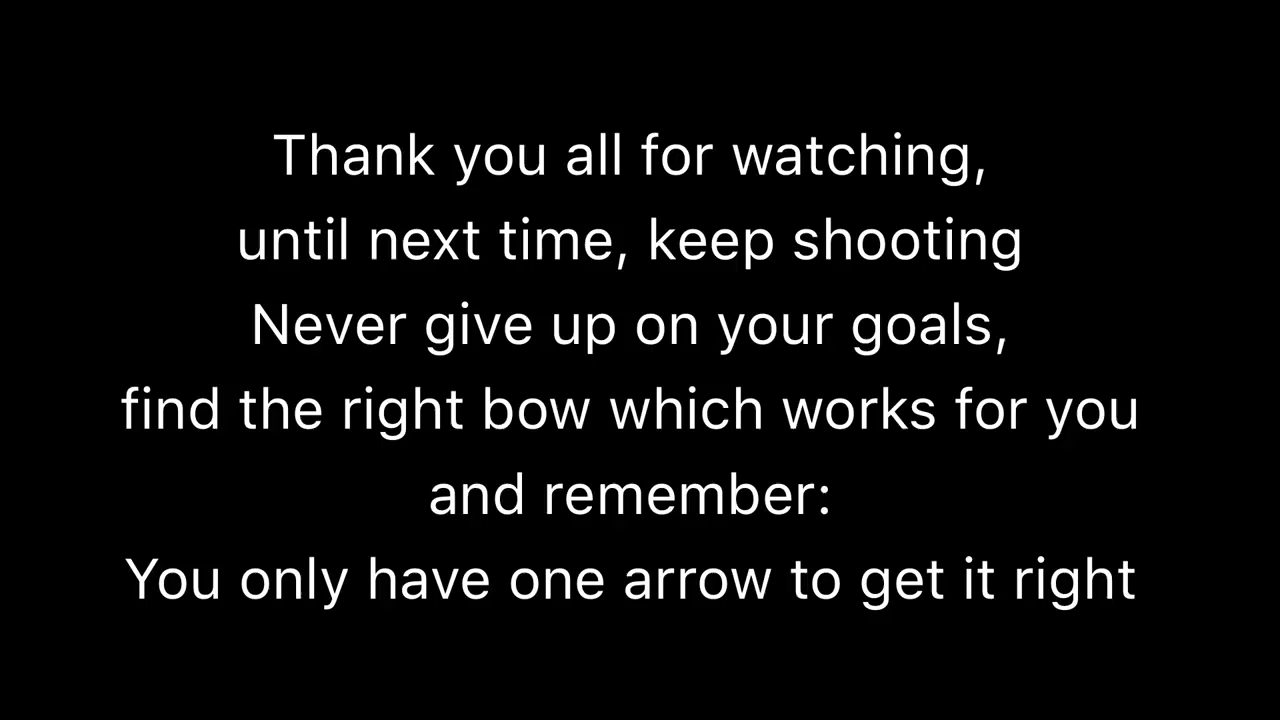 Thank you all for watching,
until next time, keep shooting
Never give up on your goals,
find the right bow which works for you
and remember:
You only have one arrow to get it right